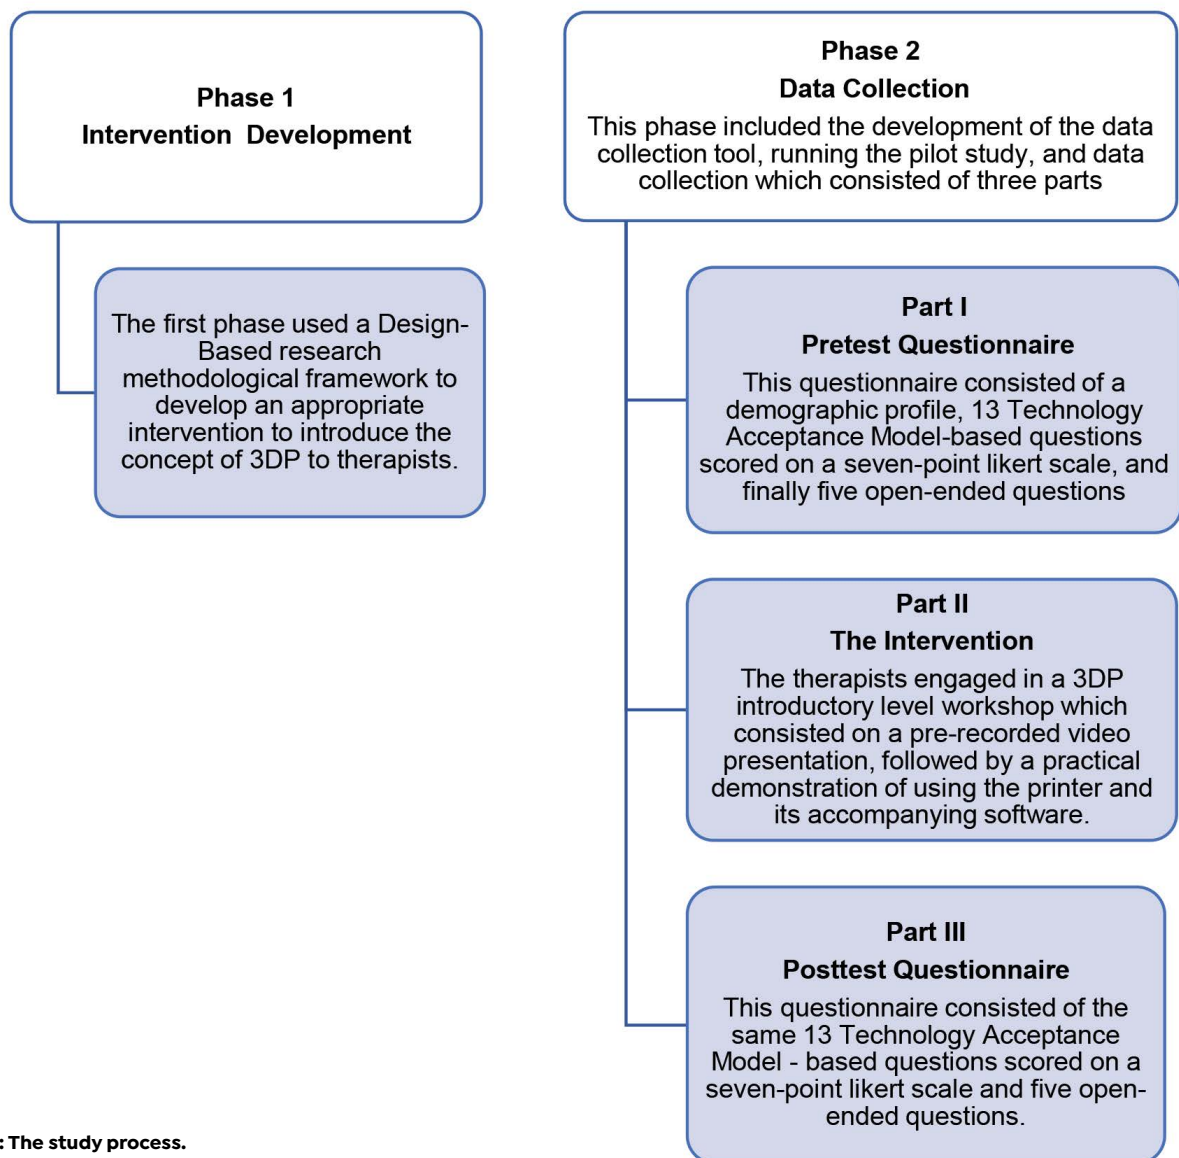 Phase 1
Intervention Development
The first phase used a Design-
Based research
methodological framework to
develop an appropriate
intervention to introduce the
concept of 3DP to therapists.
Phase 2
Data Collection
This phase included the development of the data
collection tool, running the pilot study, and data
collection which consisted of three parts
Part I
Pretest Questionnaire
This questionnaire consisted of a
demographic profile, 13 Technology
Acceptance Model-based questions
scored on a seven-point likert scale, and
finally five open-ended questions
Part II
The Intervention
The therapists engaged in a 3DP
introductory level workshop which
consisted on a pre-recorded video
presentation, followed by a practical
demonstration of using the printer and
its accompanying software.
Part III
Posttest Questionnaire
This questionnaire consisted of the
same 13 Technology Acceptance
Model - based questions scored on a
seven-point likert scale and five open-
ended questions.
: The study process.